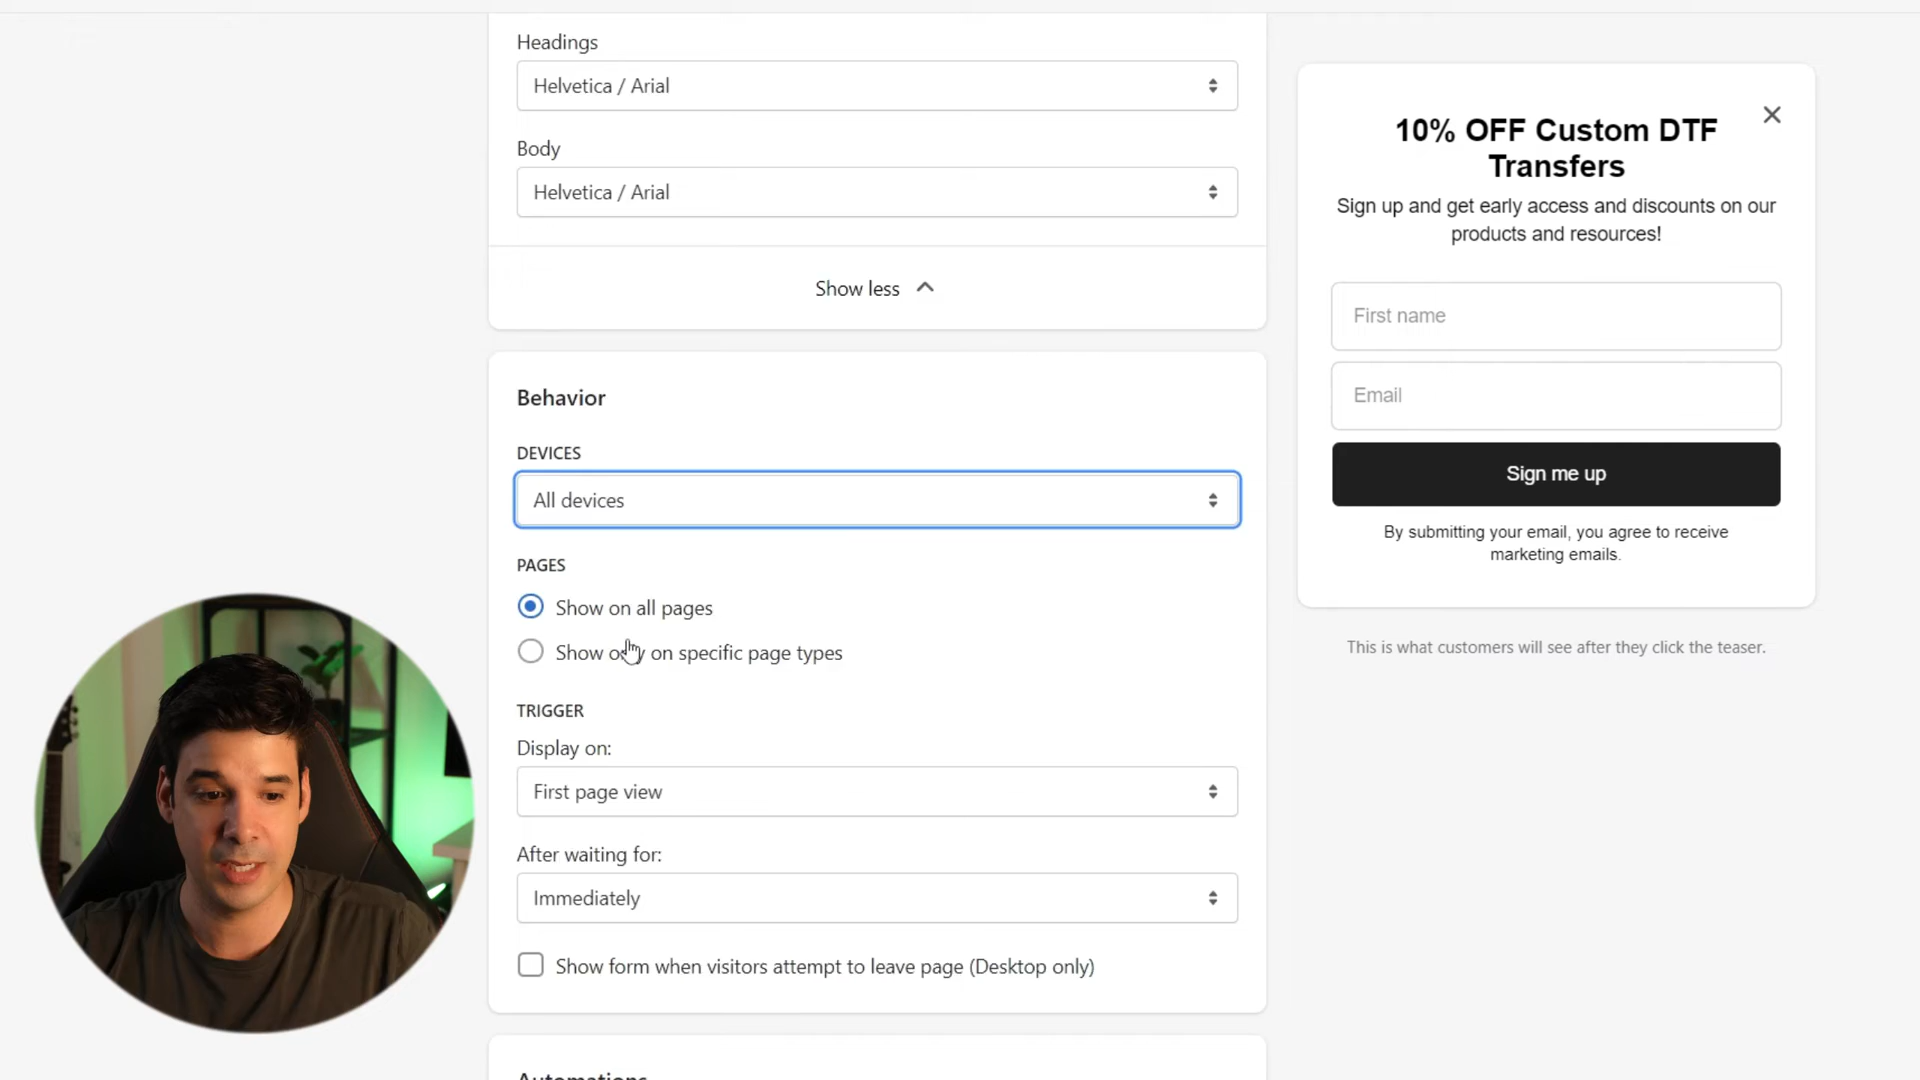 Headings
Helvetica / Arial
Body
Helvetica / Arial
Show less
Behavior
DEVICES
All devices
PAGES
Show on all pages
Show only on specific page types
TRIGGER
Display on:
First page view
After waiting for:
Immediately
Show form when visitors attempt to leave page (Desktop only)
Automations
10% OFF Custom DTF
Transfers
Sign up and get early access and discounts on our
products and resources!
First name
Email
Sign me up
By submitting your email, you agree to receive
marketing emails.
This is what customers will see after they click the teaser.